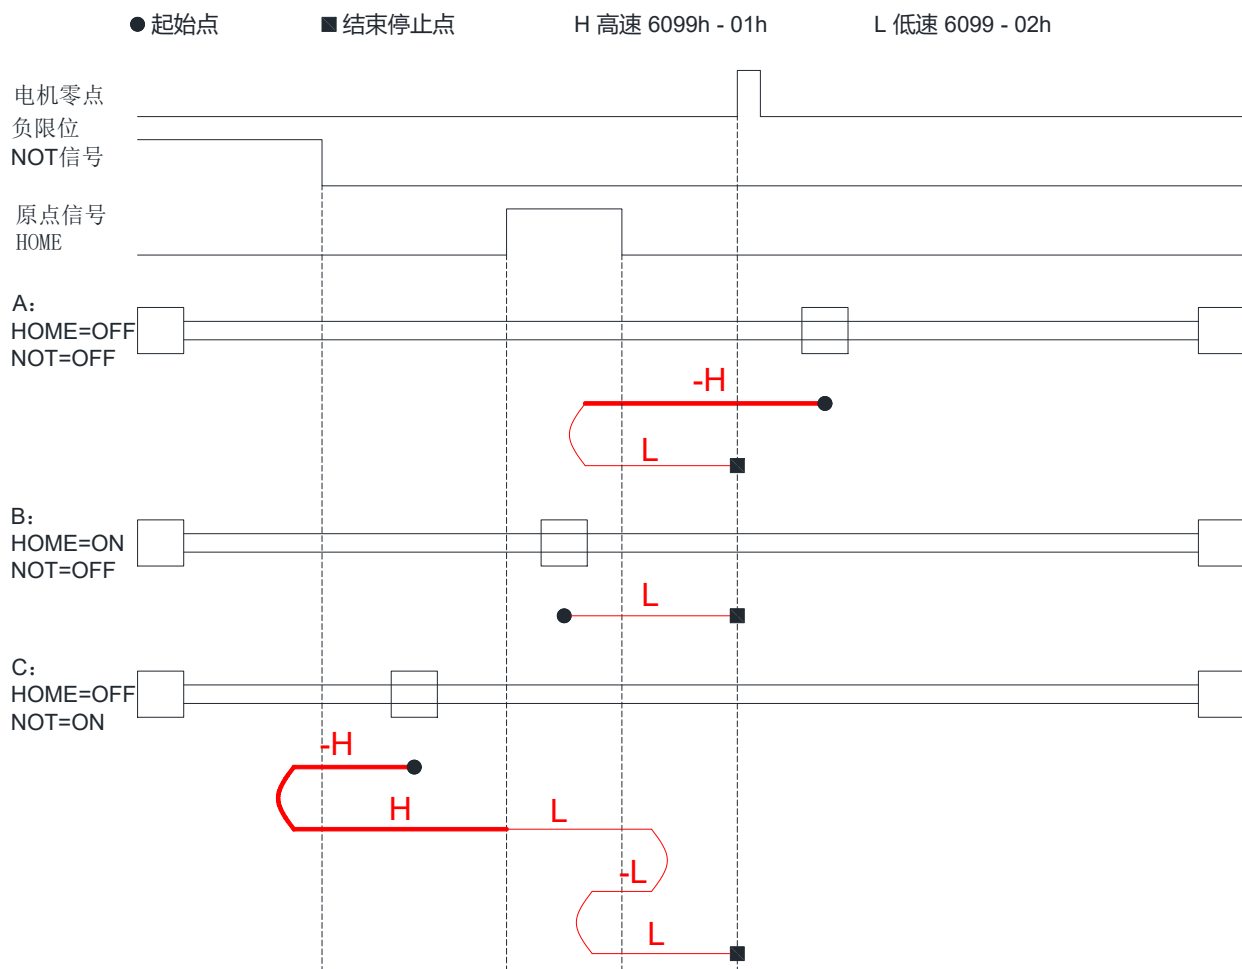 起始点 结束停止点 H 高速 6099h - 01h L 低速 6099 - 02h
电机零点
负限位
NOT信号
原点信号
HOME
A:
HOME=OFF
NOT=OFF
-H
L
B:
HOME=ON
NOT=OFF
L
C:
HOME=OFF
NOT=ON
-H
H
L
-L
L